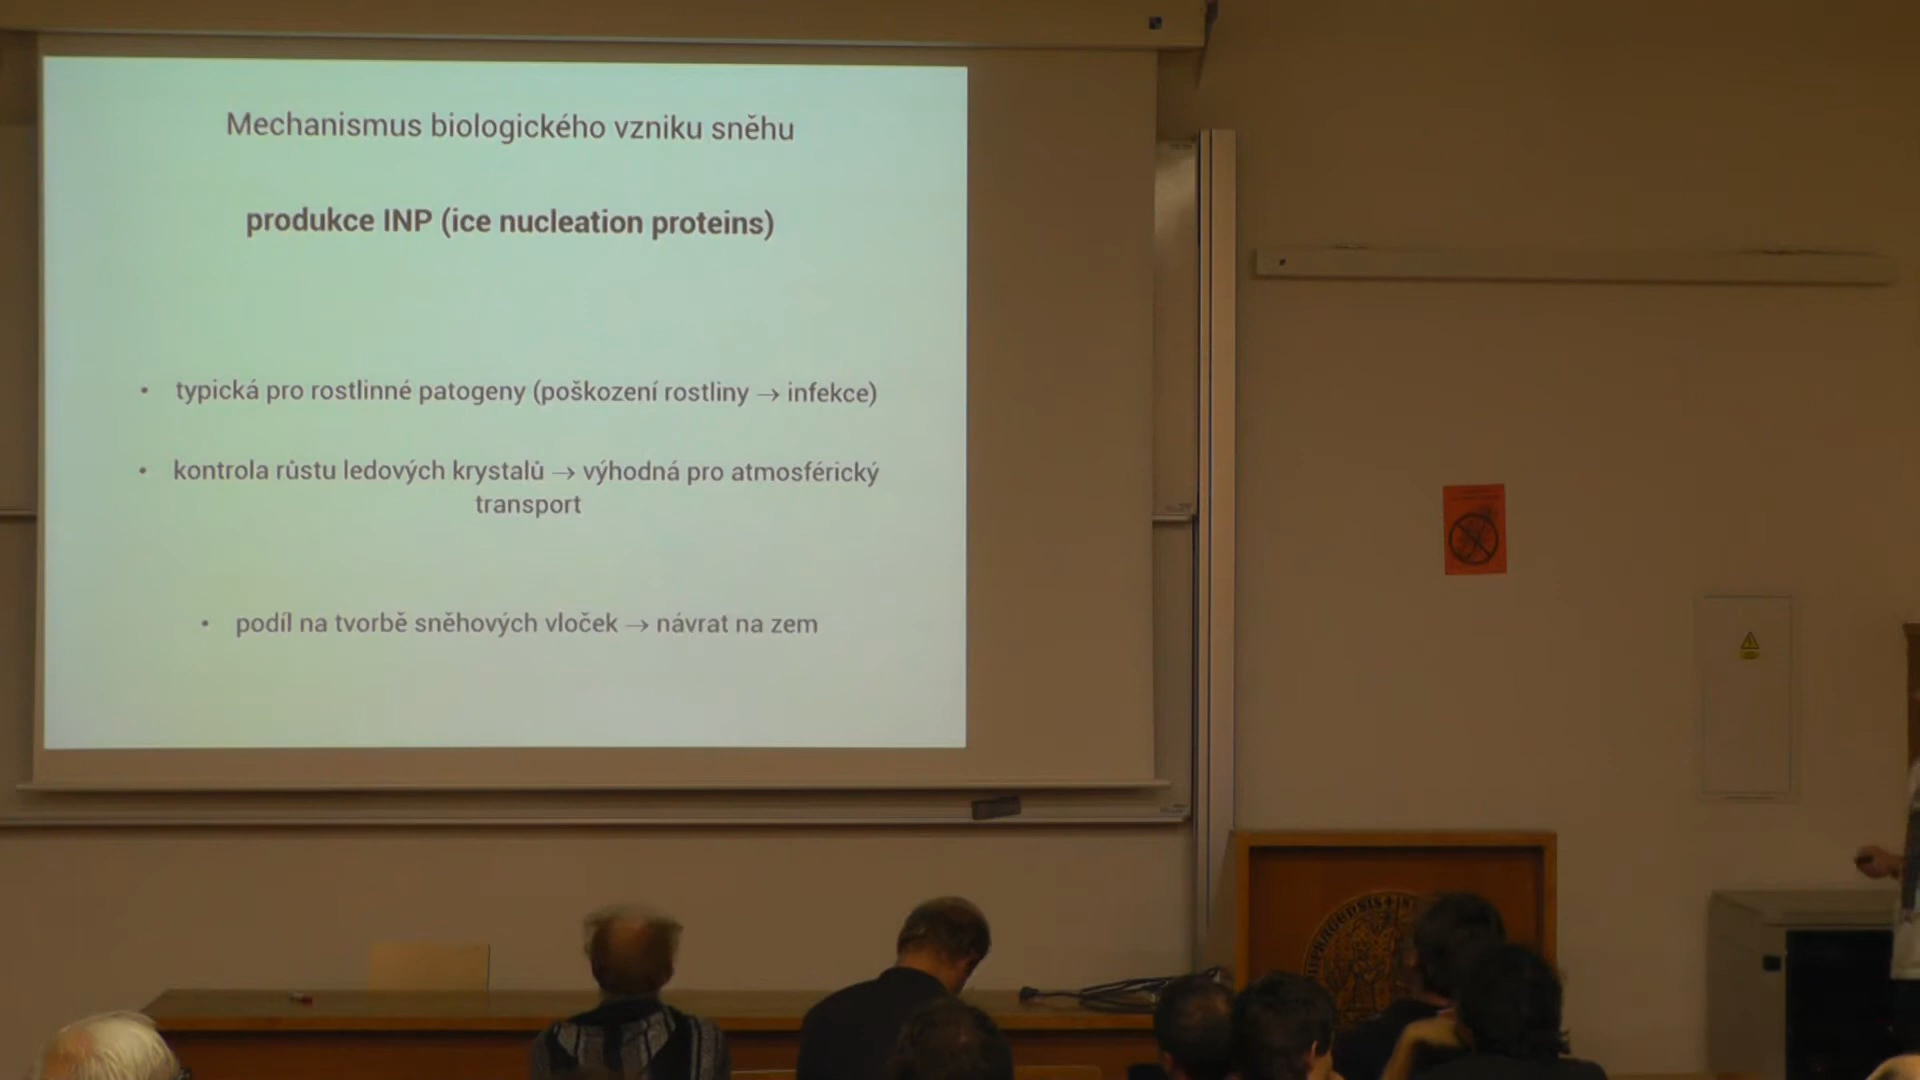 Mechanismus biologického vzniku sněhu
produkce INP (ice nucleation proteins)
• typická pro rostlinné patogeny (poškození rostliny → infekce)
• kontrola růstu ledových krystalů → výhodná pro atmosférický
transport
• podíl na tvorbě sněhových vloček → návrat na zem